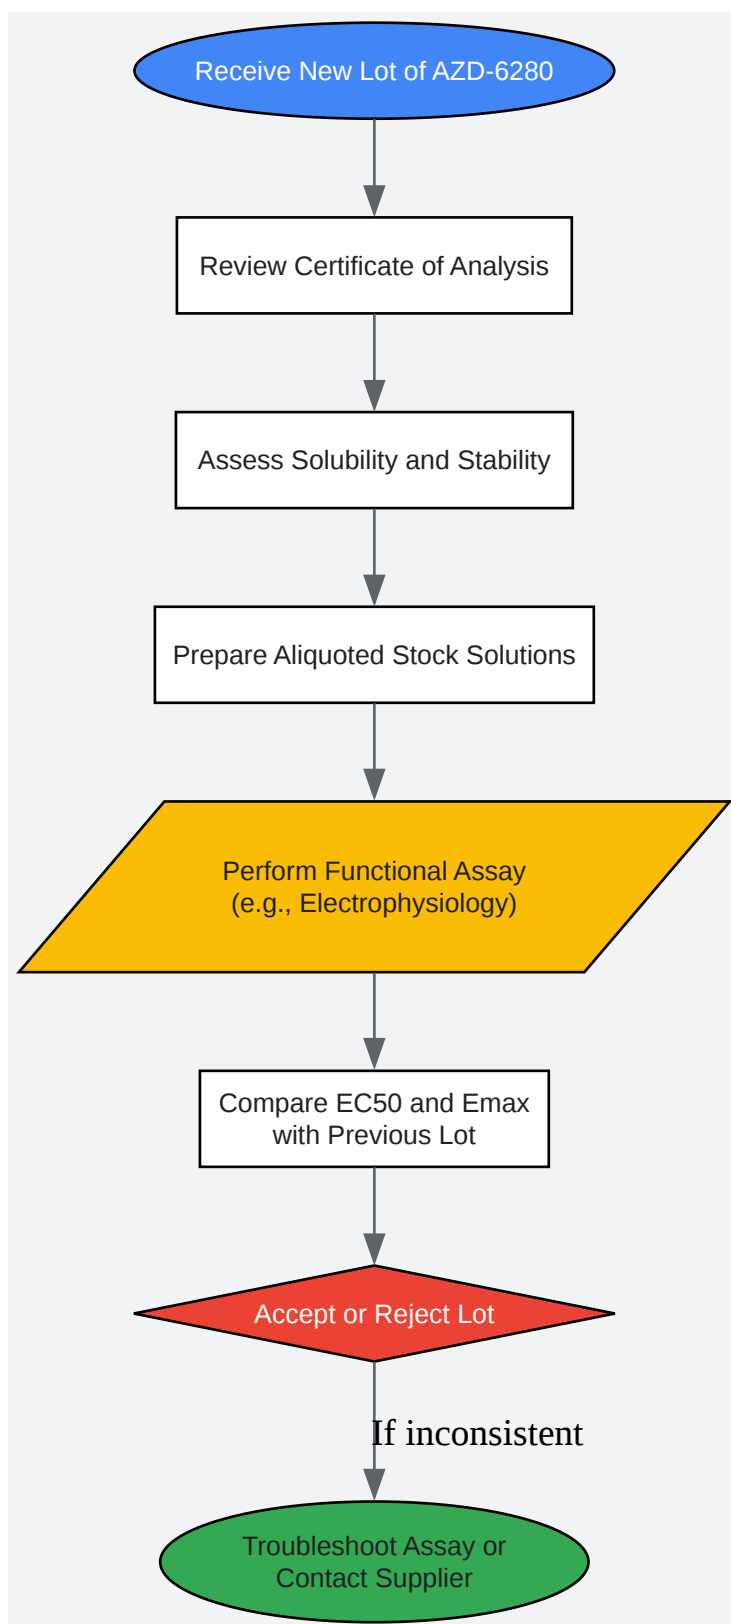 Receive New Lot of AZD-6280
Review Certificate of Analysis
Assess Solubility and Stability
Prepare Aliquoted Stock Solutions
Perform Functional Assay
(e.g., Electrophysiology)
Compare EC50 and Emax
with Previous Lot
Accept or Reject Lot
If inconsistent
Troubleshoot Assay or
Contact Supplier